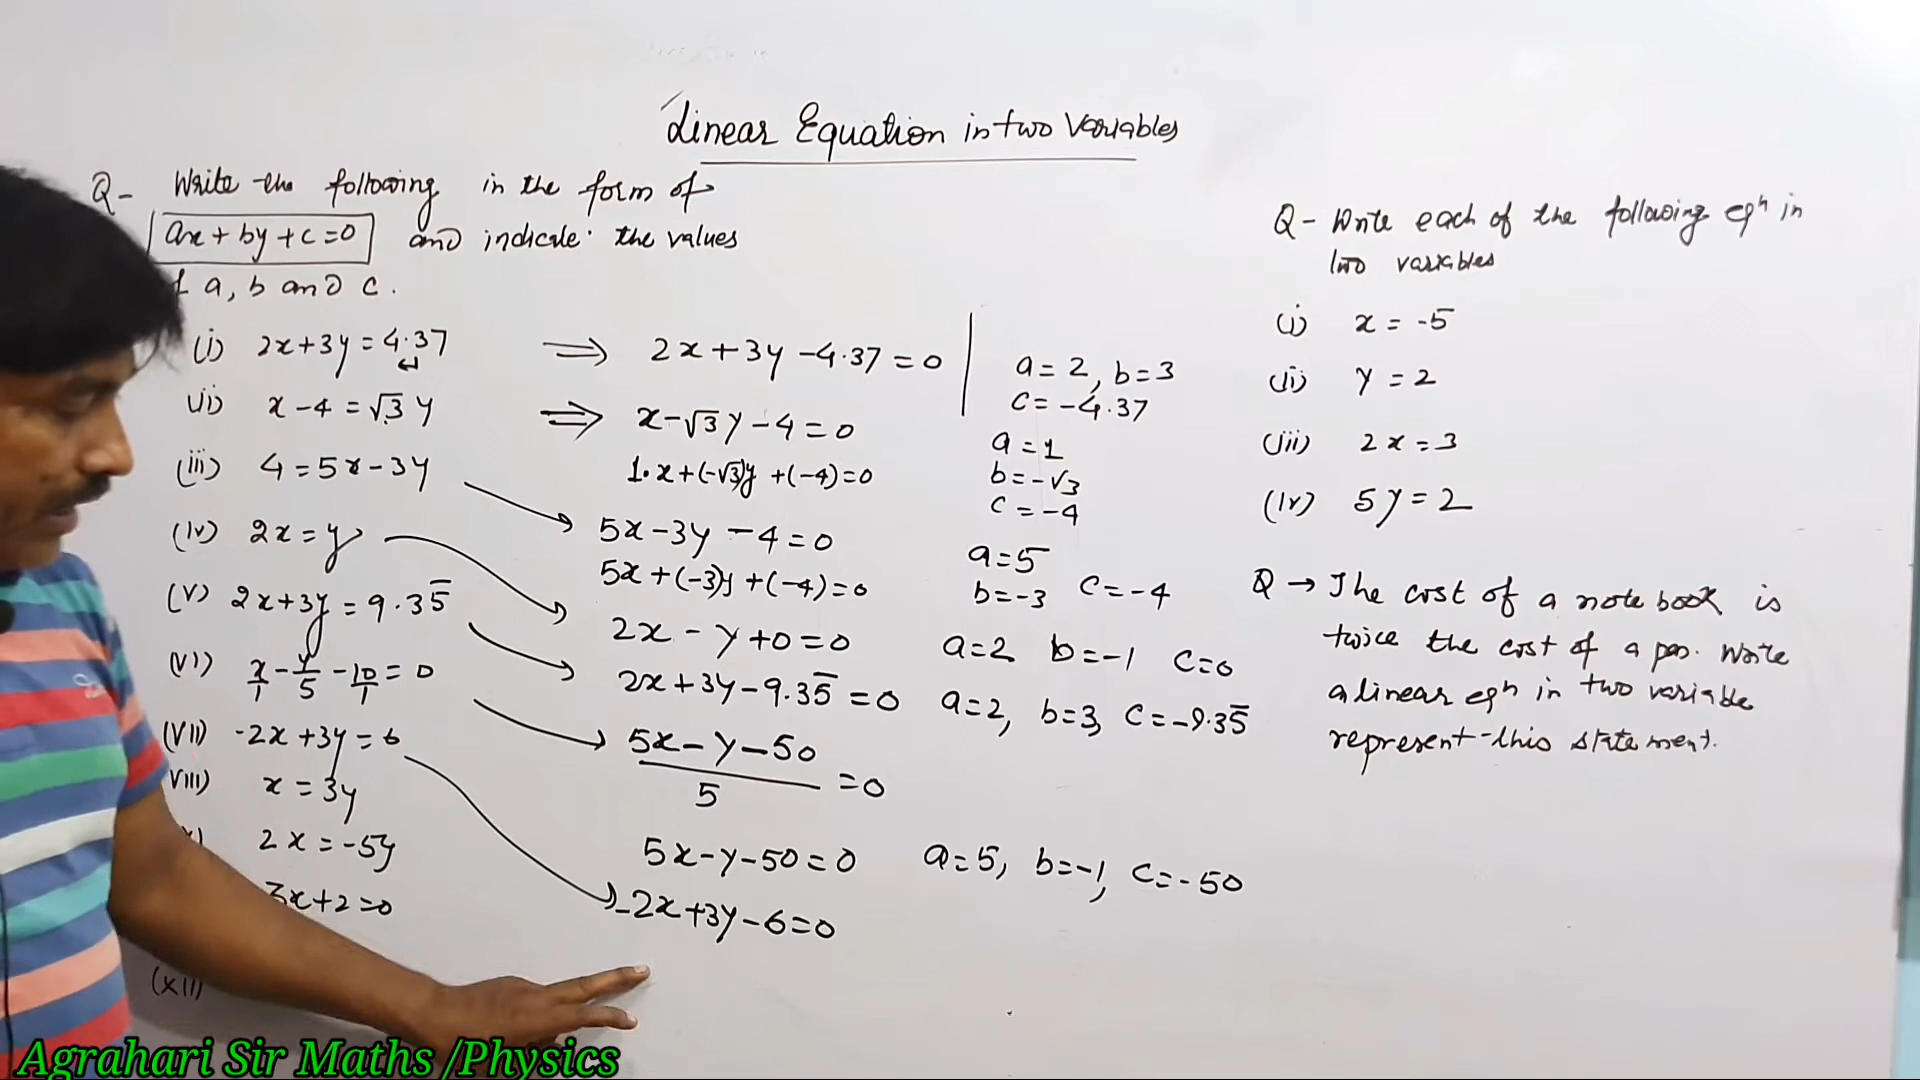 Linear Equation in two Variables
Q- Write the following in the form of
ax + by + c = 0 and indicate the values
a, b and c.
(i) 2x+3y = 4.37 ⇒ 2x+3y-4.37 = 0 a = 2, b = 3
c = -4.37
(ii) x-4 = √3 y ⇒ x-√3y-4 = 0
1.x+(-√3)y+(-4)=0
a = 1
b = -√3
c = -4
(iii) 4 = 5x-3y
5x-3y-4 = 0
5x+(-3)y+(-4)=0
a=5
b=-3 c=-4
(iv) 2x = y
2x - y + 0 = 0 a=2 b=-1 c=0
(v) 2x+3y = 9.35̅
2x+3y-9.35̅ = 0 a=2, b=3, c=-9.35̅
(vi) x/1 - y/5 - 10/1 = 0
5x-y-50
5 = 0
5x-y-50 = 0 a=5, b=-1, c=-50
(VII) -2x+3y = 6
-2x+3y-6=0
VIII) x = 3y
2x = -5y
3x+2=0
(XII)
Q- Write each of the following eqn in
two variables
(i) x = -5
(ii) y = 2
(iii) 2x = 3
(iv) 5y = 2
Q → The cost of a note book is
twice the cost of a pen. Write
a linear eqn in two variable
represent this statement.
Agrahari Sir Maths /Physics